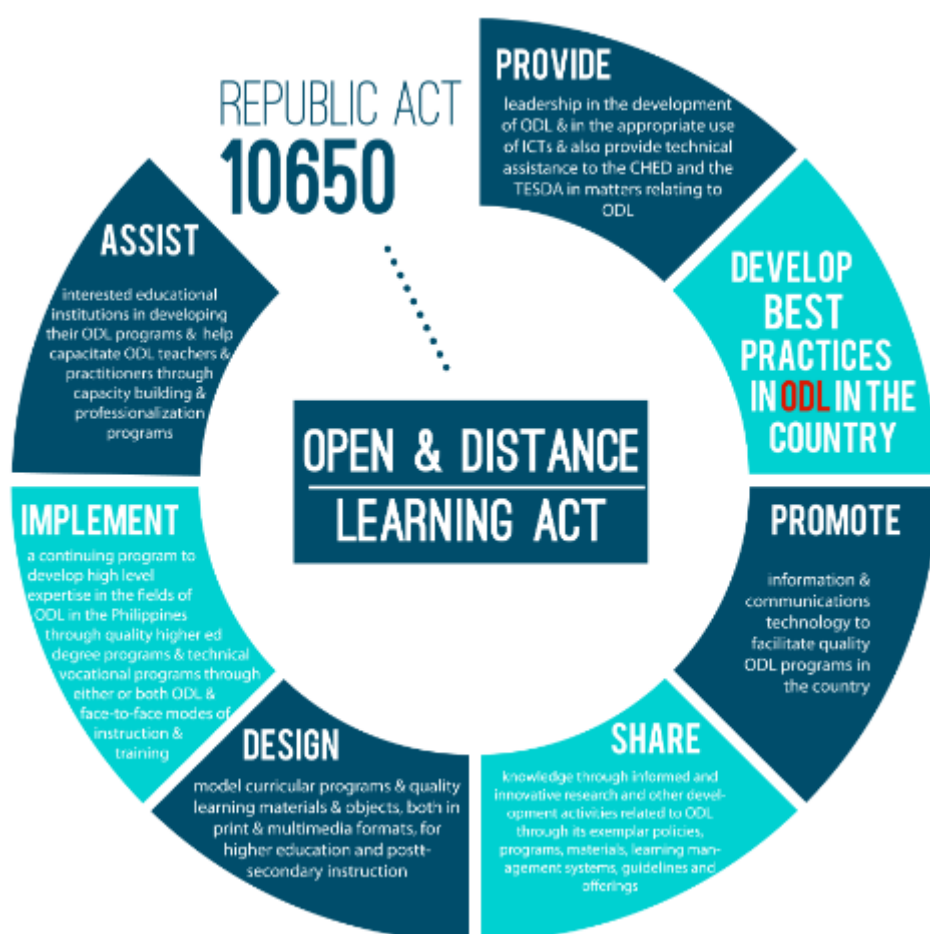 REPUBLIC ACT
10650
OPEN & DISTANCE
LEARNING ACT
PROVIDE
leadership in the development
of ODL & in the appropriate use
of ICTs & also provide technical
assistance to the CHED and the
TESDA in matters relating to
ODL
DEVELOP
BEST
PRACTICES
IN ODL IN THE
COUNTRY
PROMOTE
information &
communications
technology to
facilitate quality
ODL programs in
the country
SHARE
knowledge through informed and
innovative research and other devel-
opment activities related to ODL
through its exemplar policies,
programs, materials, learning man-
agement systems, guidelines and
offerings
DESIGN
model curricular programs & quality
learning materials & objects, both in
print & multimedia formats, for
higher education and postt-
secondary instruction
IMPLEMENT
a continuing program to
develop high level
expertise in the fields of
ODL in the Philippines
through quality higher ed
degree programs & technical
vocational programs through
either or both ODL &
face-to-face modes of
instruction &
training
ASSIST
interested educational
institutions in developing
their ODL programs & help
capacitate ODL teachers &
practitioners through
capacity building &
professionalization
programs